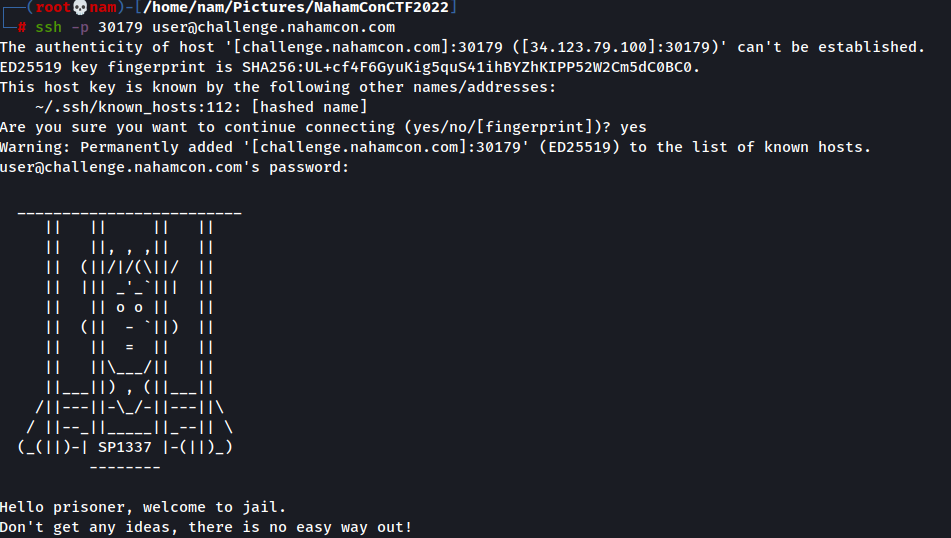 ┌──(root💀nam)-[/home/nam/Pictures/NahamConCTF2022]
└─# ssh -p 30179 user@challenge.nahamcon.com
The authenticity of host '[challenge.nahamcon.com]:30179 ([34.123.79.100]:30179)' can't be established.
ED25519 key fingerprint is SHA256:UL+cf4F6GyuKig5quS41ihBYZhKIPP52W2Cm5dC0BC0.
This host key is known by the following other names/addresses:
    ~/.ssh/known_hosts:112: [hashed name]
Are you sure you want to continue connecting (yes/no/[fingerprint])? yes
Warning: Permanently added '[challenge.nahamcon.com]:30179' (ED25519) to the list of known hosts.
user@challenge.nahamcon.com's password:
  _________________________
     ||   ||     ||   ||
     ||   ||, , ,||   ||
     ||  (||/|/(\||/  ||
     ||  ||| _'_`|||  ||
     ||   || o o ||   ||
     ||  (||  - `||)  ||
     ||   ||  =  ||   ||
     ||   ||\___/||   ||
     ||___||) , (||___||
    /||---||-\_/-||---||\
   / ||--_||_____||_--|| \
  (_(||)-| SP1337 |-(||)_)
          --------
Hello prisoner, welcome to jail.
Don't get any ideas, there is no easy way out!